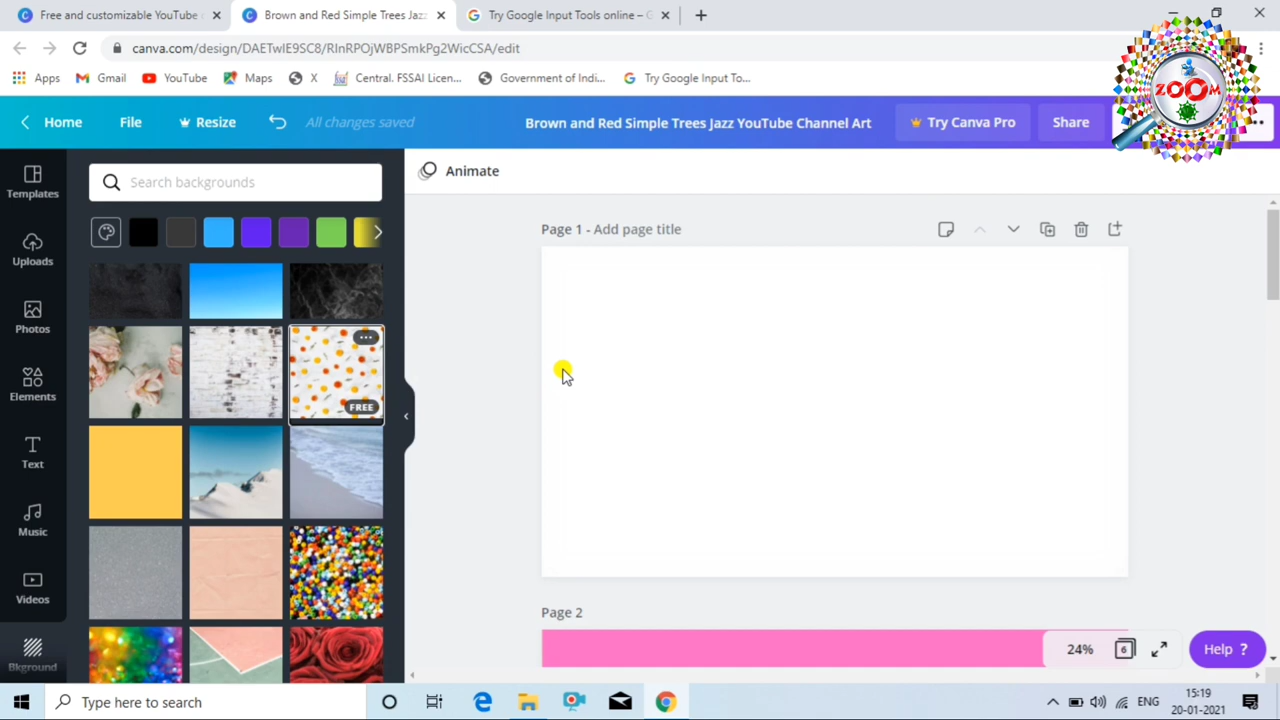 Free and customizable YouTube
Brown and Red Simple Trees Jazz
Try Google Input Tools online – G
canva.com/design/DAETwIE9SC8/RInRPOjWBPSmkPg2WicCSA/edit
Apps
Gmail
YouTube
Maps
X
Central. FSSAI Licen...
Government of Indi...
Try Google Input To...
ZOOM
Home
File
Resize
All changes saved
Brown and Red Simple Trees Jazz YouTube Channel Art
Try Canva Pro
Share
Templates
Uploads
Photos
Elements
Text
Music
Videos
Bkground
Search backgrounds
FREE
Animate
Page 1 - Add page title
Page 2
24%
6
Help ?
Type here to search
ENG
15:19
20-01-2021